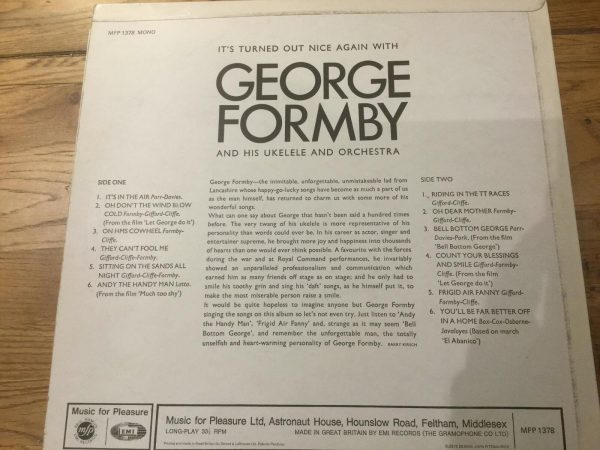 MFP 1378 MONO
IT'S TURNED OUT NICE AGAIN WITH
GEORGE
FORMBY
AND HIS UKELELE AND ORCHESTRA
SIDE ONE
1. IT'S IN THE AIR Parr-Davies.
2. OH DON'T THE WIND BLOW
COLD Formby-Gifford-Cliffe.
(From the film 'Let George do it')
3. ON HMS COWHEEL Formby-
Cliffe.
4. THEY CAN'T FOOL ME
Gifford-Cliffe-Formby.
5. SITTING ON THE SANDS ALL
NIGHT Gifford-Cliffe-Formby.
6. ANDY THE HANDY MAN Latta.
(From the film 'Much too shy')
George Formby—the inimitable, unforgettable, unmistakeable lad from
Lancashire whose happy-go-lucky songs have become as much a part of us
as the man himself, has returned to charm us with some more of his
wonderful songs.
What can one say about George that hasn't been said a hundred times
before. The very twang of his ukelele is more representative of his
personality than words could ever be. In his career as actor, singer and
entertainer supreme, he brought more joy and happiness into thousands
of hearts than one would ever think possible. A favourite with the forces
during the war and at Royal Command performances, he invariably
showed an unparalleled professionalism and communication which
earned him as many friends off stage as on stage; and he only had to
smile his toothy grin and sing his 'daft' songs, as he himself put it, to
make the most miserable person raise a smile.
It would be quite hopeless to imagine anyone but George Formby
singing the songs on this album so let's not even try. Just listen to 'Andy
the Handy Man', 'Frigid Air Fanny' and, strange as it may seem 'Bell
Bottom George', and remember the unforgettable man, the totally
unselfish and heart-warming personality of George Formby. BARRY KIRSCH
SIDE TWO
1. RIDING IN THE TT RACES
Gifford-Cliffe.
2. OH DEAR MOTHER Formby-
Gifford-Cliffe.
3. BELL BOTTOM GEORGE Parr-
Davies-Park. (From the film
'Bell Bottom George')
4. COUNT YOUR BLESSINGS
AND SMILE Gifford-Formby-
Cliffe. (From the film
'Let George do it')
5. FRIGID AIR FANNY Gifford-
Formby-Cliffe.
6. YOU'LL BE FAR BETTER OFF
IN A HOME Box-Cox-Osborne-
Javaloyes (Based on march
'El Abanico')
Music for Pleasure
mfp
EMI
Music for Pleasure Ltd, Astronaut House, Hounslow Road, Feltham, Middlesex
LONG-PLAY 33⅓ RPM
MADE IN GREAT BRITAIN BY EMI RECORDS (THE GRAMOPHONE CO LTD)
MFP 1378